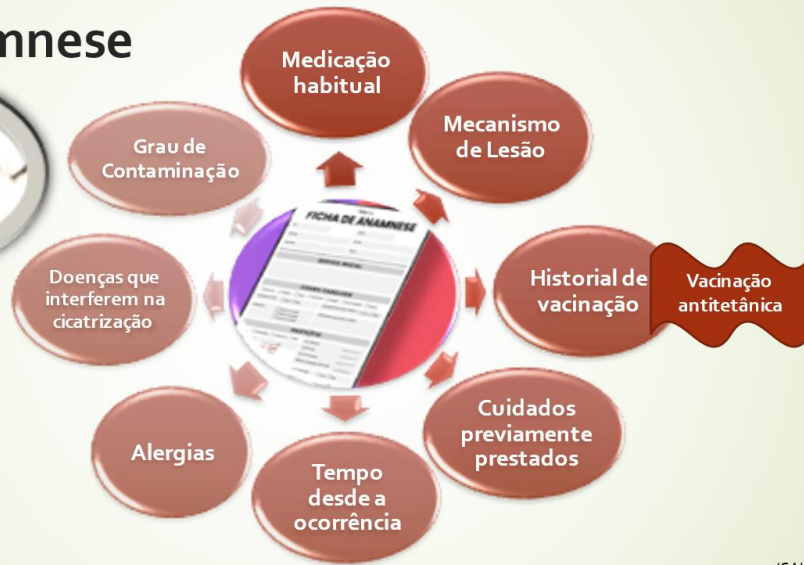 mnese
Medicação
habitual
Mecanismo
de Lesão
Historial de
vacinação
Vacinação
antitetânica
Cuidados
previamente
prestados
Tempo
desde a
ocorrência
Alergias
Doenças que
interferem na
cicatrização
Grau de
Contaminação
FICHA DE ANAMNESE